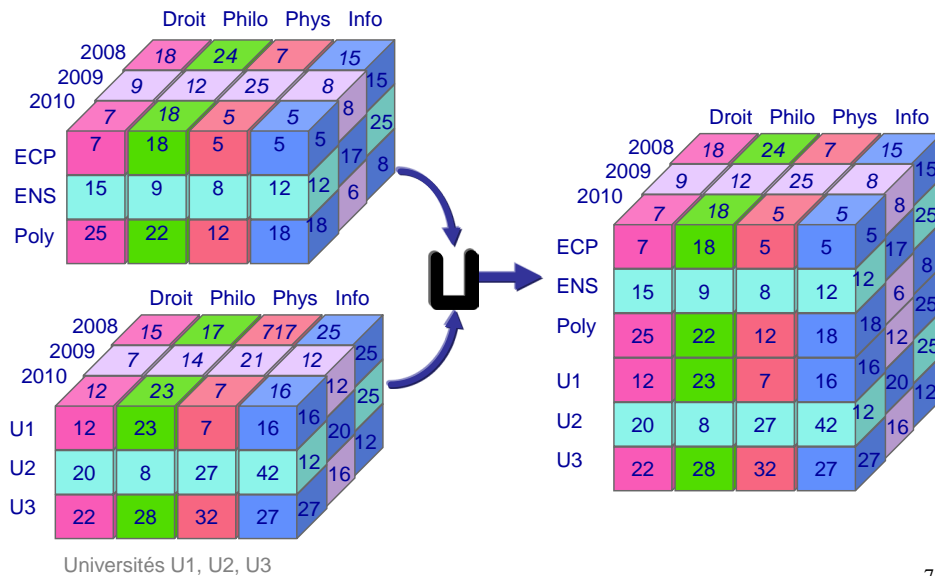 Droit Philo Phys Info
2008 18 24 7 15
2009 9 12 25 8 15
2010 7 18 5 5 8 25
ECP 7 18 5 5 5 17 8
ENS 15 9 8 12 12 6
Poly 25 22 12 18 18
U
Droit Philo Phys Info
2008 15 17 717 25
2009 7 14 21 12 25
2010 12 23 7 16 12 25
U1 12 23 7 16 16 20 12
U2 20 8 27 42 12 16
U3 22 28 32 27 27
Universités U1, U2, U3
Droit Philo Phys Info
2008 18 24 7 15
2009 9 12 25 8 15
2010 7 18 5 5 8 25
ECP 7 18 5 5 5 17 8
ENS 15 9 8 12 12 6 25
Poly 25 22 12 18 18 12 25
U1 12 23 7 16 16 20 12
U2 20 8 27 42 12 16
U3 22 28 32 27 27
7